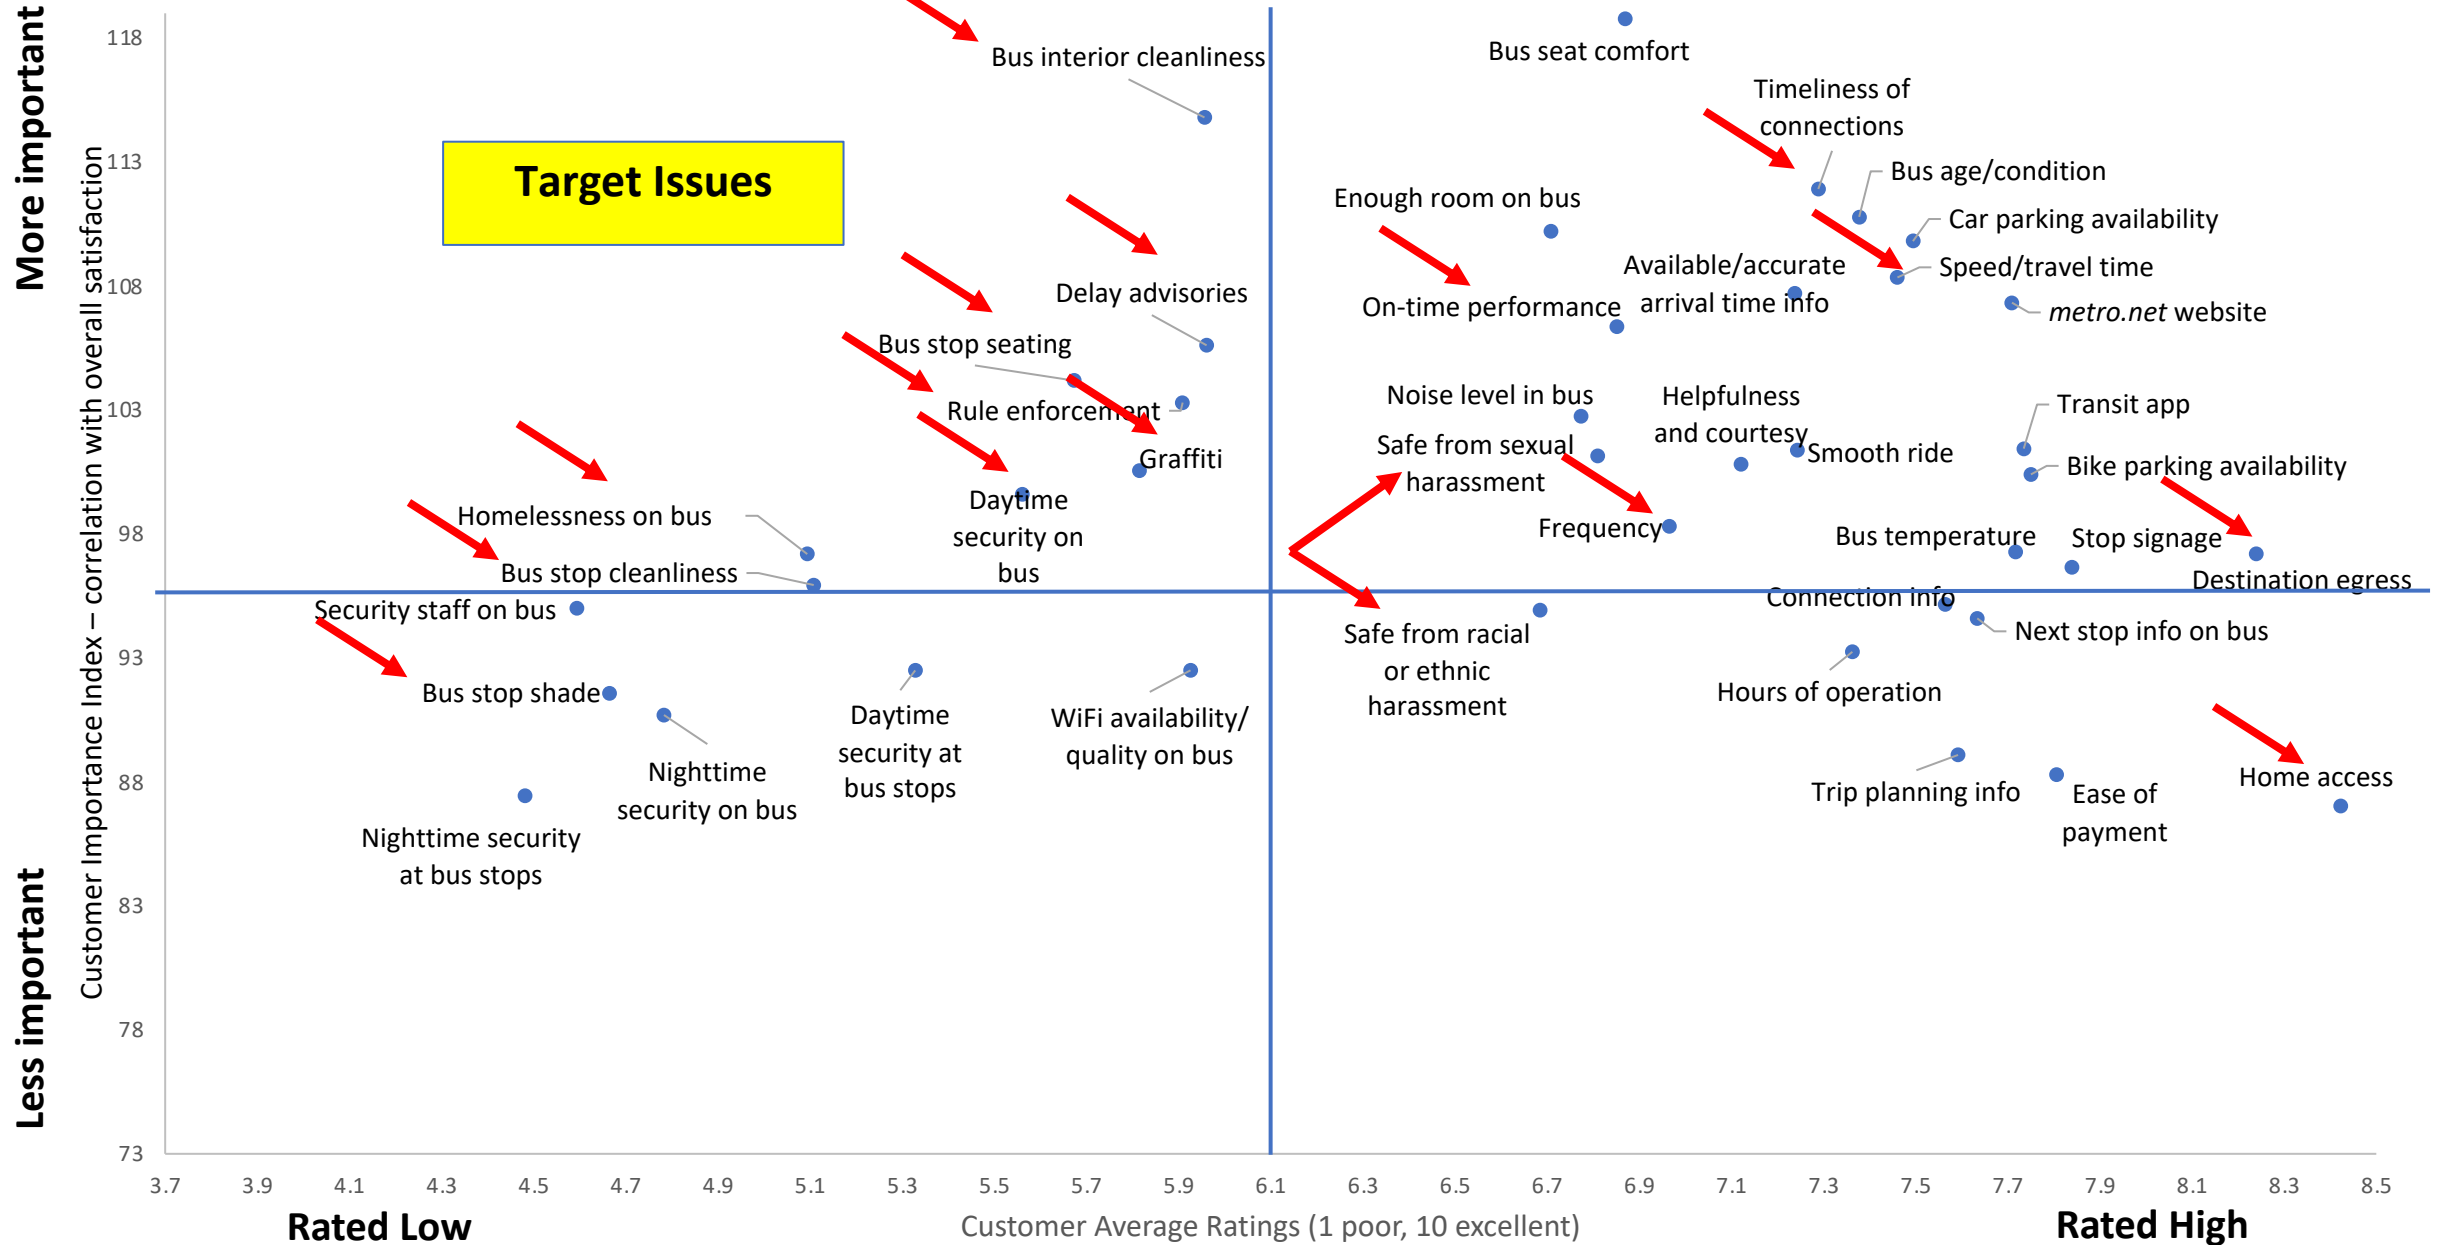 More important
Less important
Customer Importance Index – correlation with overall satisfaction
118
113
108
103
98
93
88
83
78
73
Target Issues
Bus interior cleanliness
Delay advisories
Bus stop seating
Rule enforcement
Graffiti
Daytime
security on
bus
Homelessness on bus
Bus stop cleanliness
Bus seat comfort
Timeliness of
connections
Bus age/condition
Enough room on bus
Car parking availability
Available/accurate
arrival time info
Speed/travel time
On-time performance
metro.net website
Noise level in bus
Helpfulness
and courtesy
Transit app
Safe from sexual
harassment
Smooth ride
Bike parking availability
Frequency
Bus temperature
Stop signage
Destination egress
Security staff on bus
Bus stop shade
Nighttime
security on bus
Nighttime security
at bus stops
Daytime
security at
bus stops
WiFi availability/
quality on bus
Connection info
Safe from racial
or ethnic
harassment
Next stop info on bus
Hours of operation
Trip planning info
Ease of
payment
Home access
3.7 3.9 4.1 4.3 4.5 4.7 4.9 5.1 5.3 5.5 5.7 5.9 6.1 6.3 6.5 6.7 6.9 7.1 7.3 7.5 7.7 7.9 8.1 8.3 8.5
Rated Low
Customer Average Ratings (1 poor, 10 excellent)
Rated High